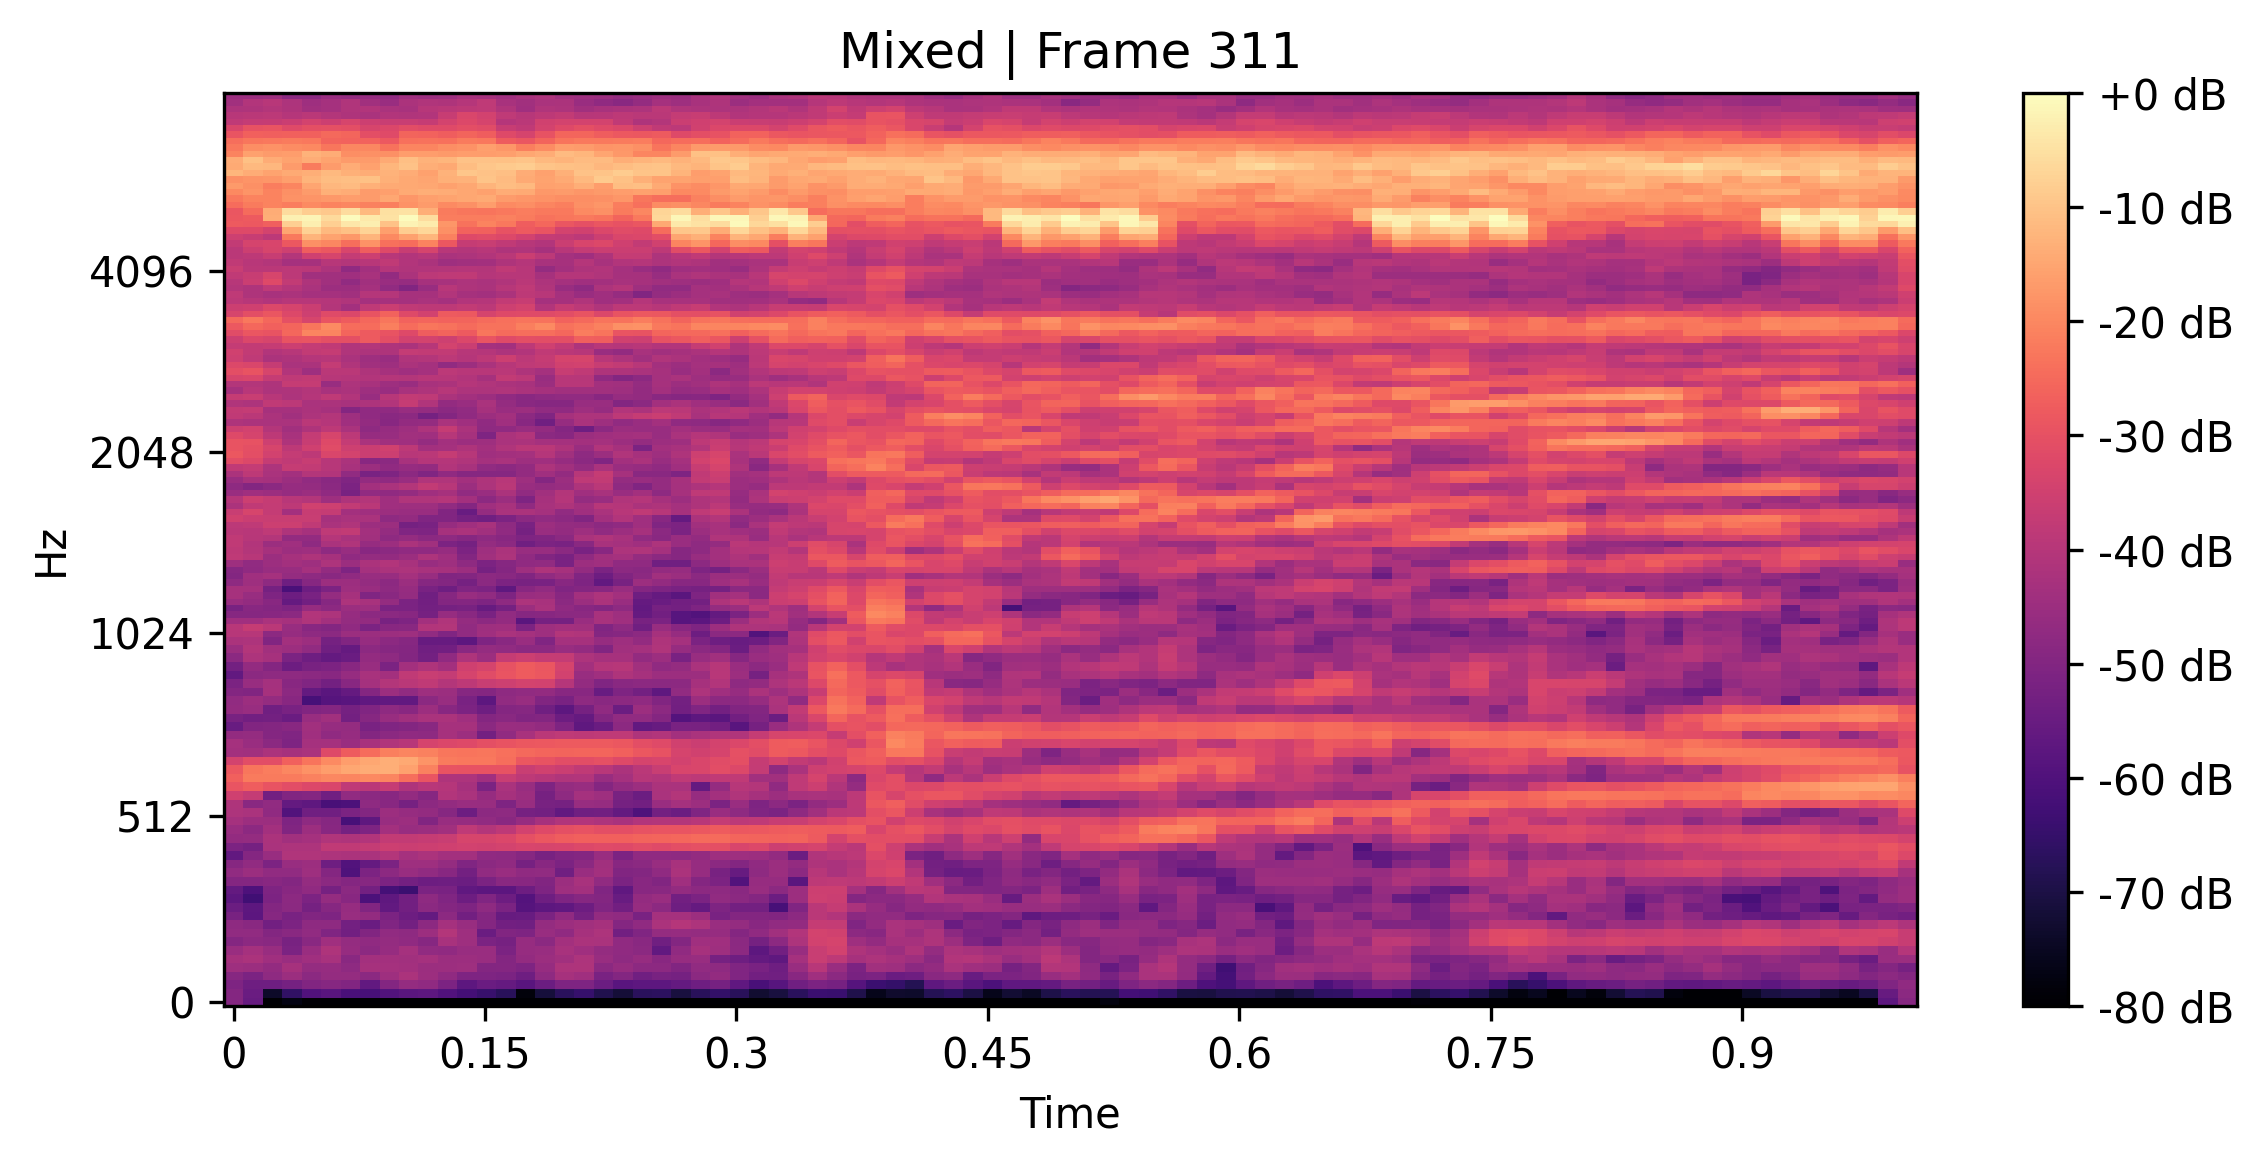 Mixed | Frame 311
+0 dB
-10 dB
-20 dB
-30 dB
-40 dB
-50 dB
-60 dB
-70 dB
-80 dB
4096
2048
1024
512
0
Hz
0 0.15 0.3 0.45 0.6 0.75 0.9
Time